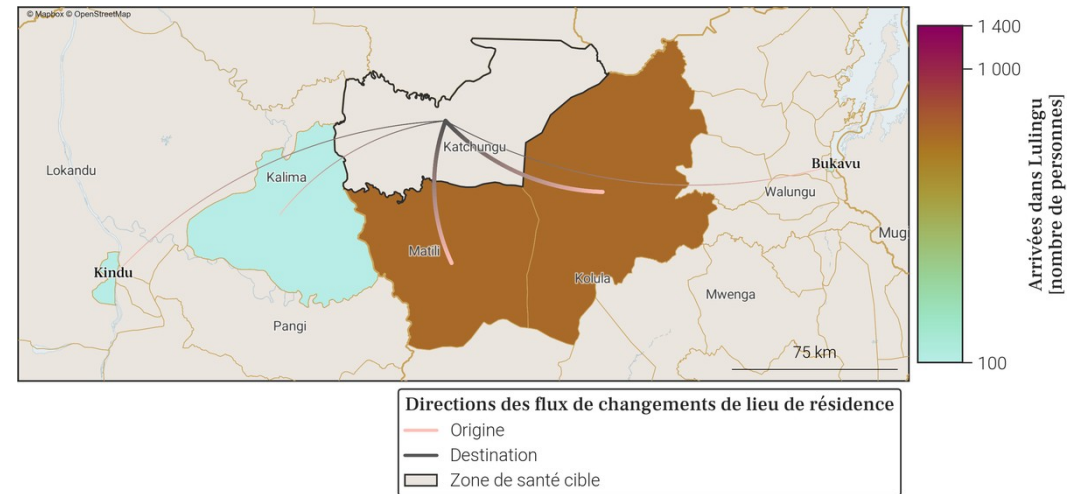 © Mapbox © OpenStreetMap
Lokandu
Kalima
Katchungu
Bukavu
Walungu
Mugi
Kindu
Matili
Kolula
Mwenga
Pangi
75 km
1 400
1 000
100
Arrivées dans Lulingu
[nombre de personnes]
Directions des flux de changements de lieu de résidence
Origine
Destination
Zone de santé cible